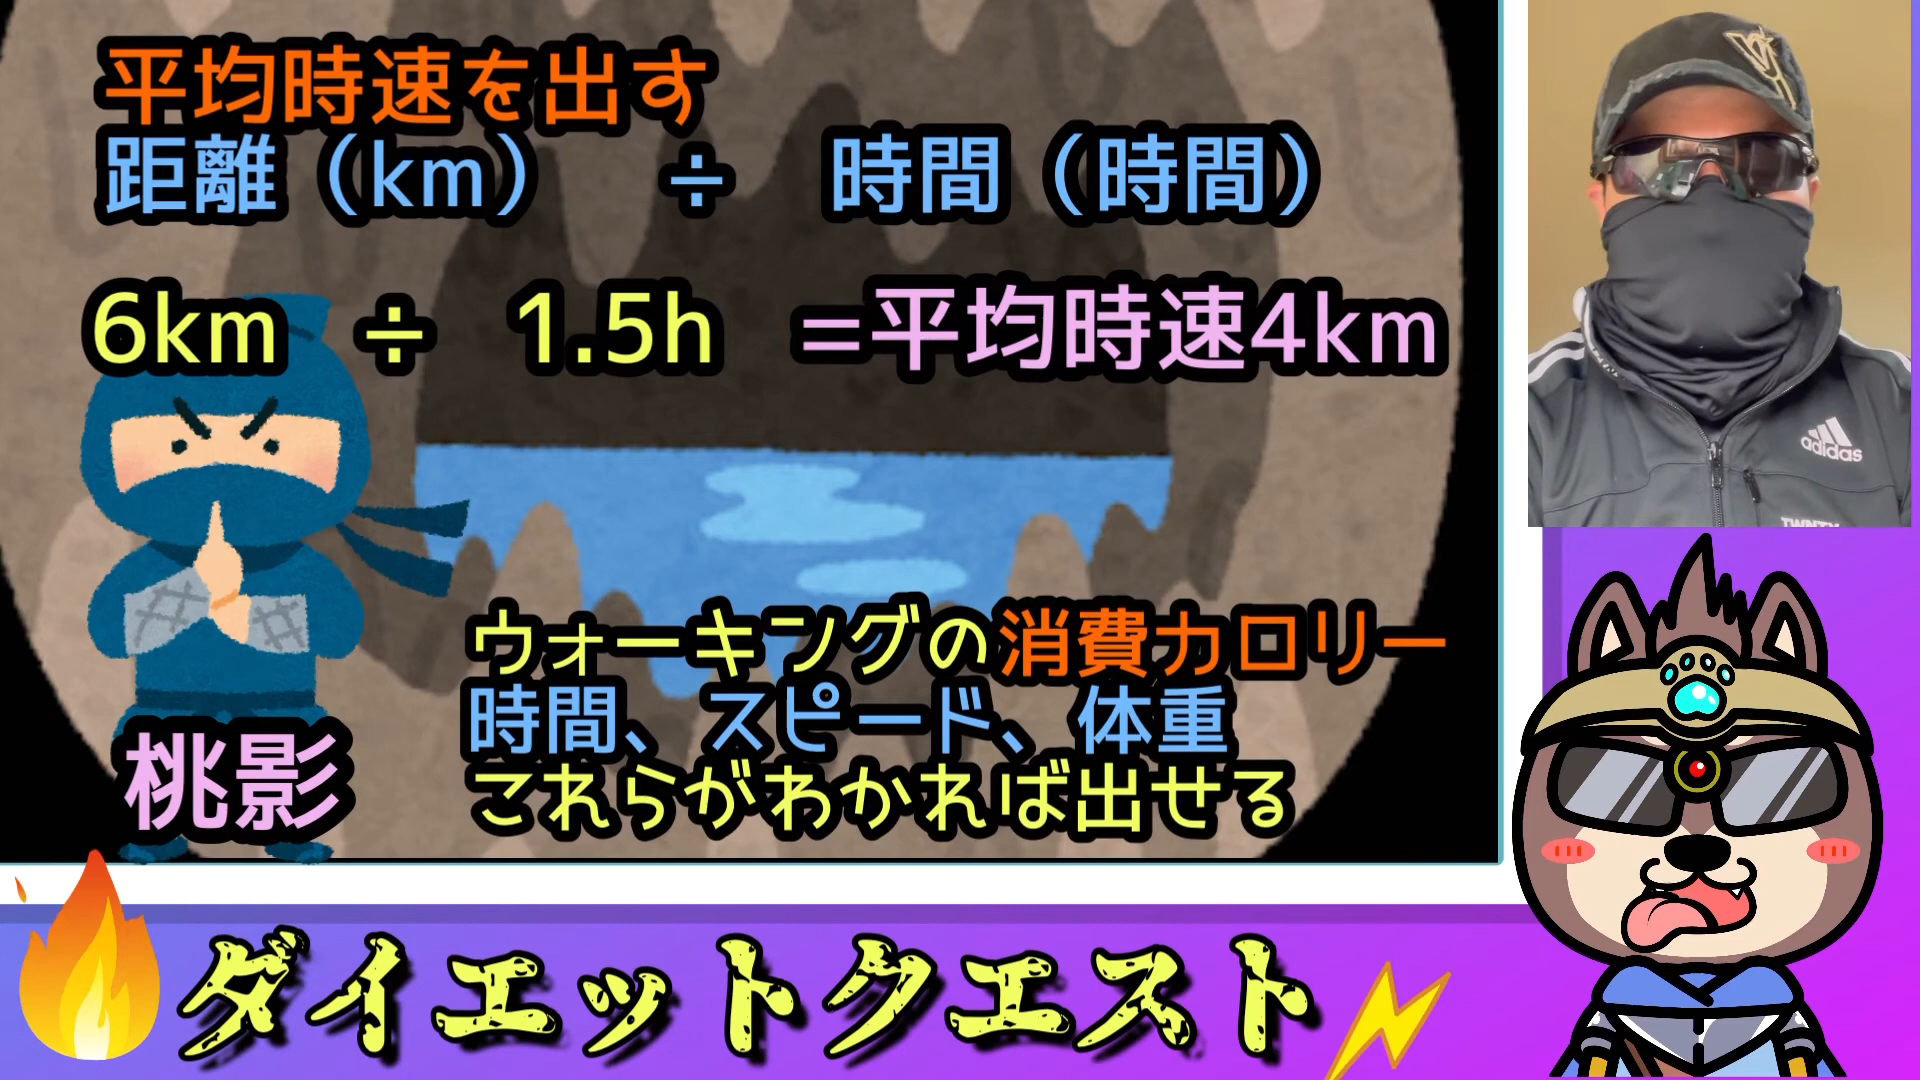 平均時速を出す
距離（km） ÷ 時間（時間）
6km ÷ 1.5h =平均時速4km
ウォーキングの消費カロリー
時間、スピード、体重
これらがわかれば出せる
桃影
ダイエットクエスト
adidas